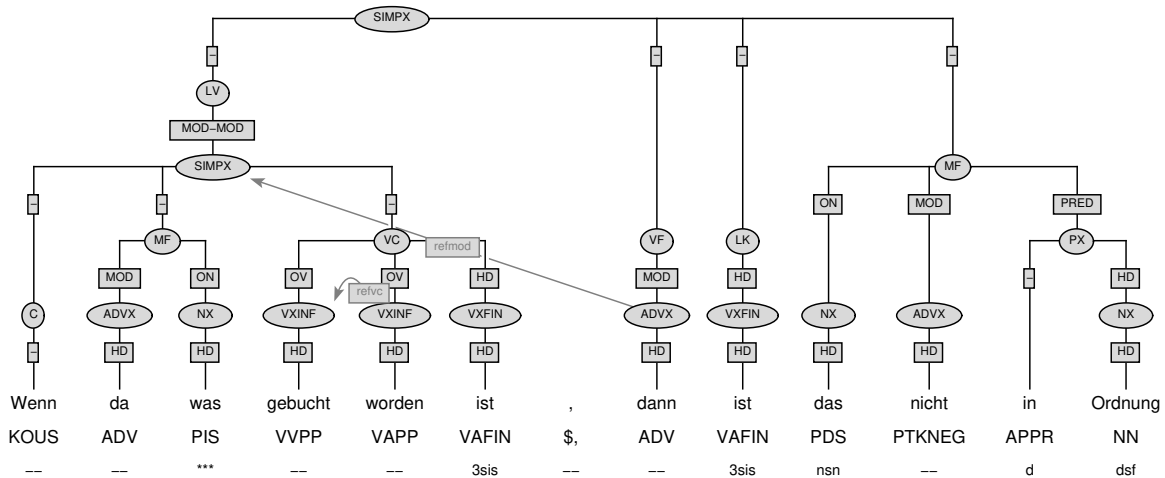 SIMPX
– – – –
LV
MOD–MOD
SIMPX MF
– – – ON MOD PRED
MF VC refmod VF LK PX
MOD ON OV refvc OV HD MOD HD – HD
C ADVX NX VXINF VXINF VXFIN ADVX VXFIN NX ADVX NX
– HD HD HD HD HD HD HD HD HD HD
Wenn da was gebucht worden ist , dann ist das nicht in Ordnung
KOUS ADV PIS VVPP VAPP VAFIN $, ADV VAFIN PDS PTKNEG APPR NN
–– –– *** –– –– 3sis –– –– 3sis nsn –– d dsf